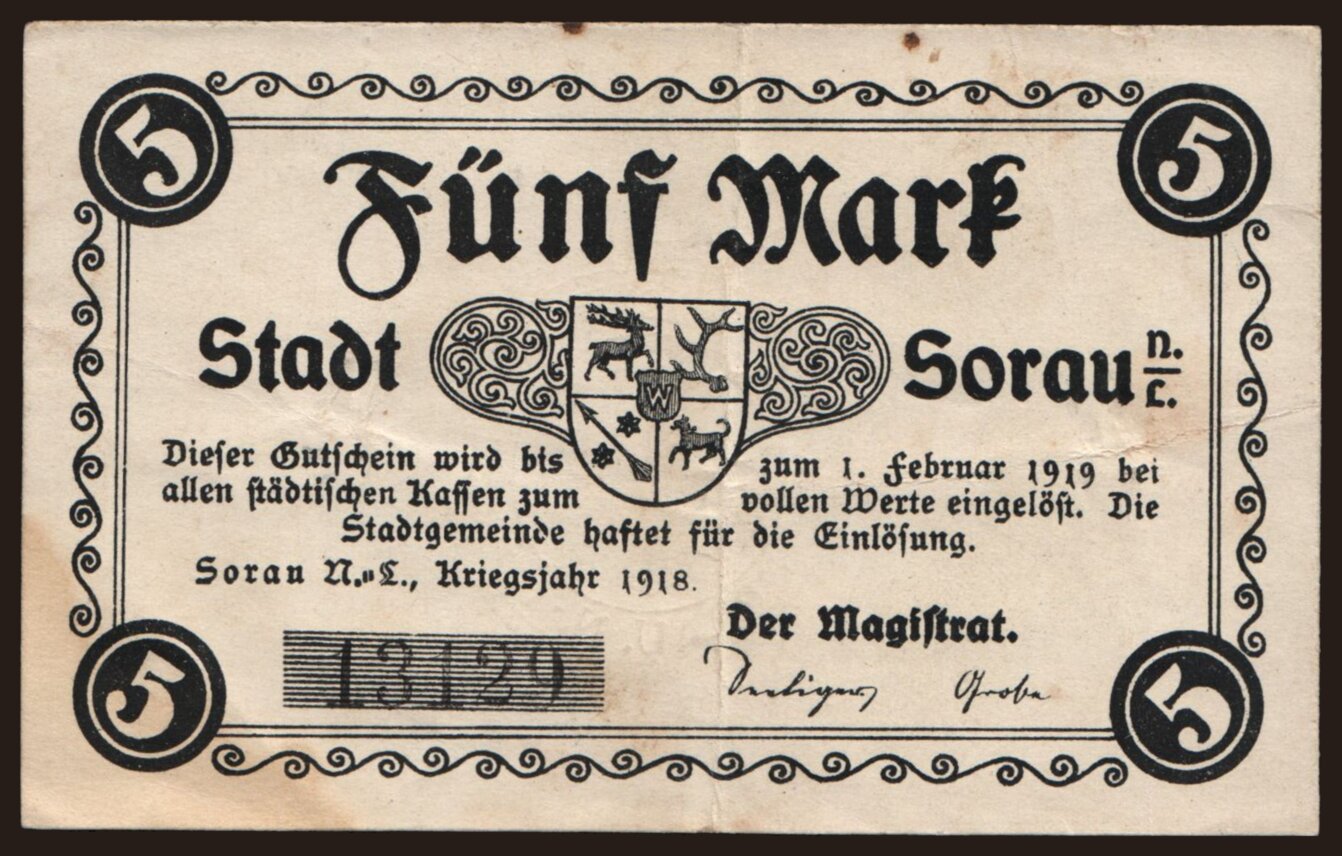 5 5
Fünf Mark
Stadt Sorau N./L.
W
Dieser Gutschein wird bis zum 1. Februar 1919 bei
allen städtischen Kassen zum vollen Werte eingelöst. Die
Stadtgemeinde haftet für die Einlösung.
Sorau N.-L., Kriegsjahr 1918.
Der Magistrat.
13129
Grobe
5 5